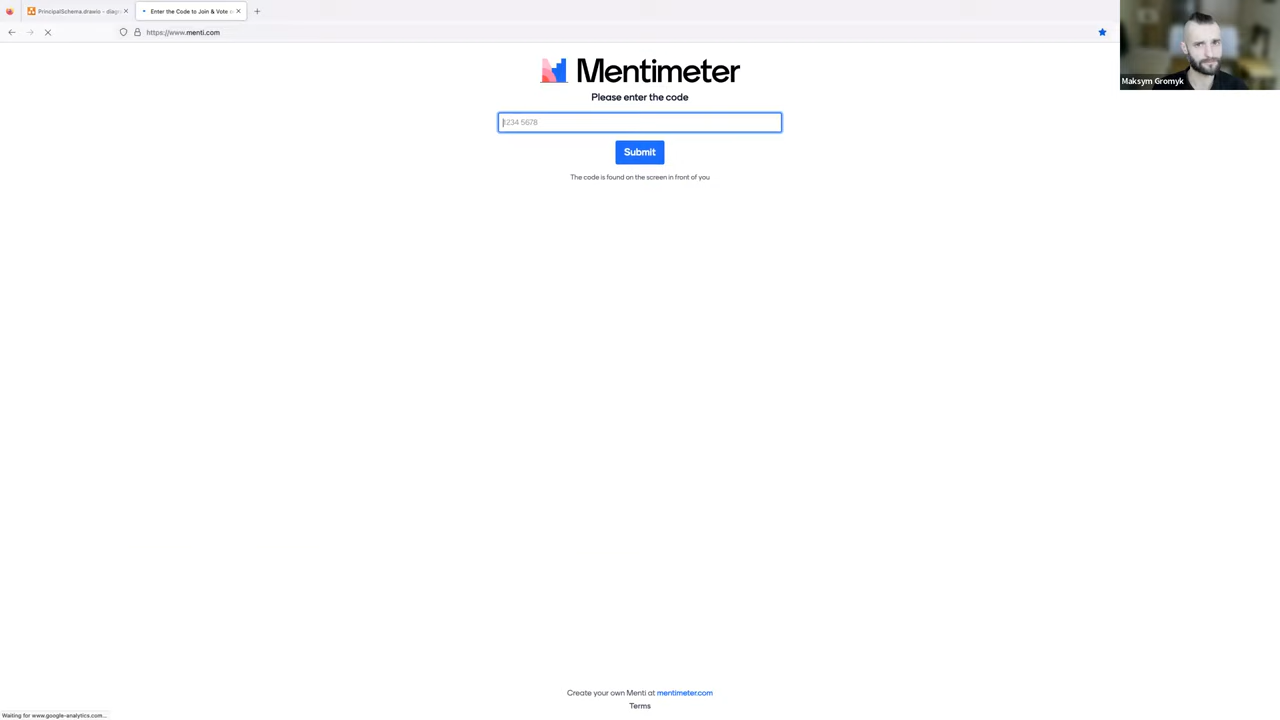 PrincipalSchema.drawio - diagr
Enter the Code to Join & Vote
https://www.menti.com
Maksym Gromyk
Mentimeter
Please enter the code
1234 5678
Submit
The code is found on the screen in front of you
Create your own Menti at mentimeter.com
Terms
Waiting for www.google-analytics.com...